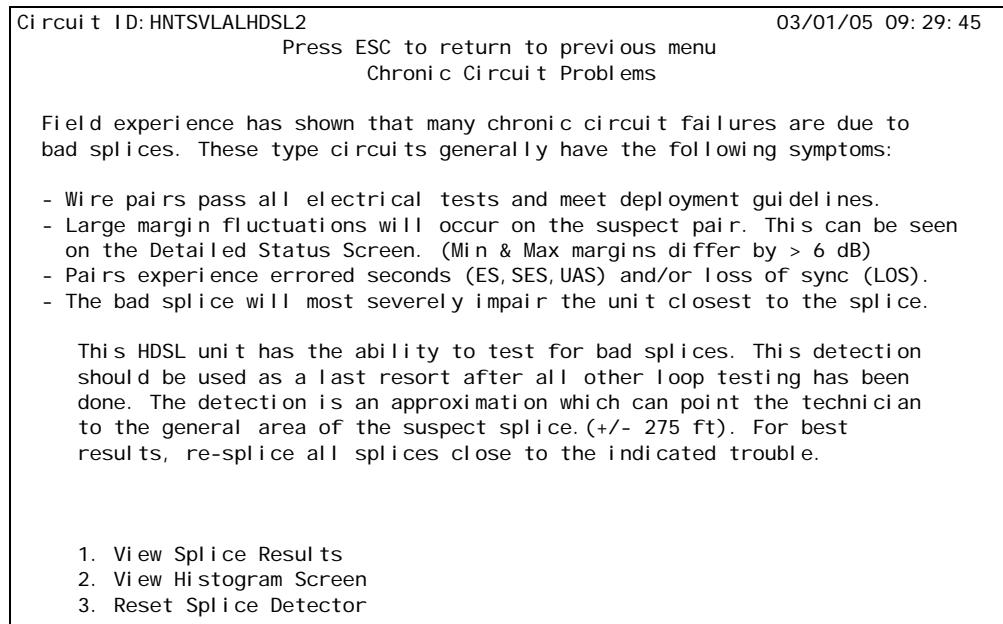 Circuit ID:HNTSVLALHDSL2 03/01/05 09:29:45
Press ESC to return to previous menu
Chronic Circuit Problems
Field experience has shown that many chronic circuit failures are due to
bad splices. These type circuits generally have the following symptoms:
- Wire pairs pass all electrical tests and meet deployment guidelines.
- Large margin fluctuations will occur on the suspect pair. This can be seen
on the Detailed Status Screen. (Min & Max margins differ by > 6 dB)
- Pairs experience errored seconds (ES,SES,UAS) and/or loss of sync (LOS).
- The bad splice will most severely impair the unit closest to the splice.
This HDSL unit has the ability to test for bad splices. This detection
should be used as a last resort after all other loop testing has been
done. The detection is an approximation which can point the technician
to the general area of the suspect splice.(+/- 275 ft). For best
results, re-splice all splices close to the indicated trouble.
1. View Splice Results
2. View Histogram Screen
3. Reset Splice Detector